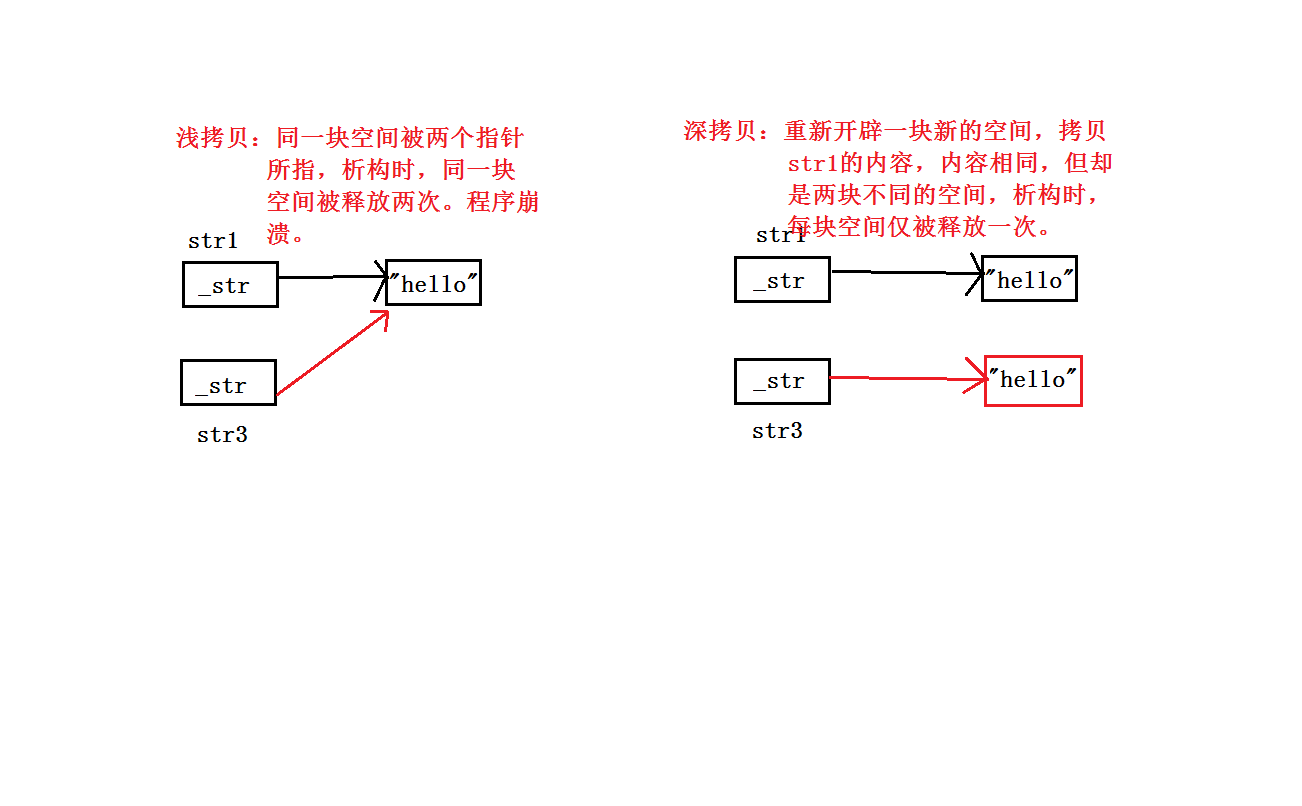 浅拷贝：同一块空间被两个指针
所指，析构时，同一块
空间被释放两次。程序崩
溃。
str1
_str
"hello"
_str
str3
深拷贝：重新开辟一块新的空间，拷贝
str1的内容，内容相同，但却
是两块不同的空间，析构时，
每块空间仅被释放一次。
str1
_str
"hello"
_str
"hello"
str3